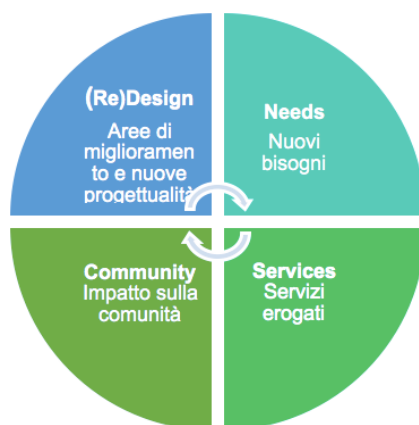 (Re)Design
Aree di
miglioramen
to e nuove
progettualità
Needs
Nuovi
bisogni
Community
Impatto sulla
comunità
Services
Servizi
erogati